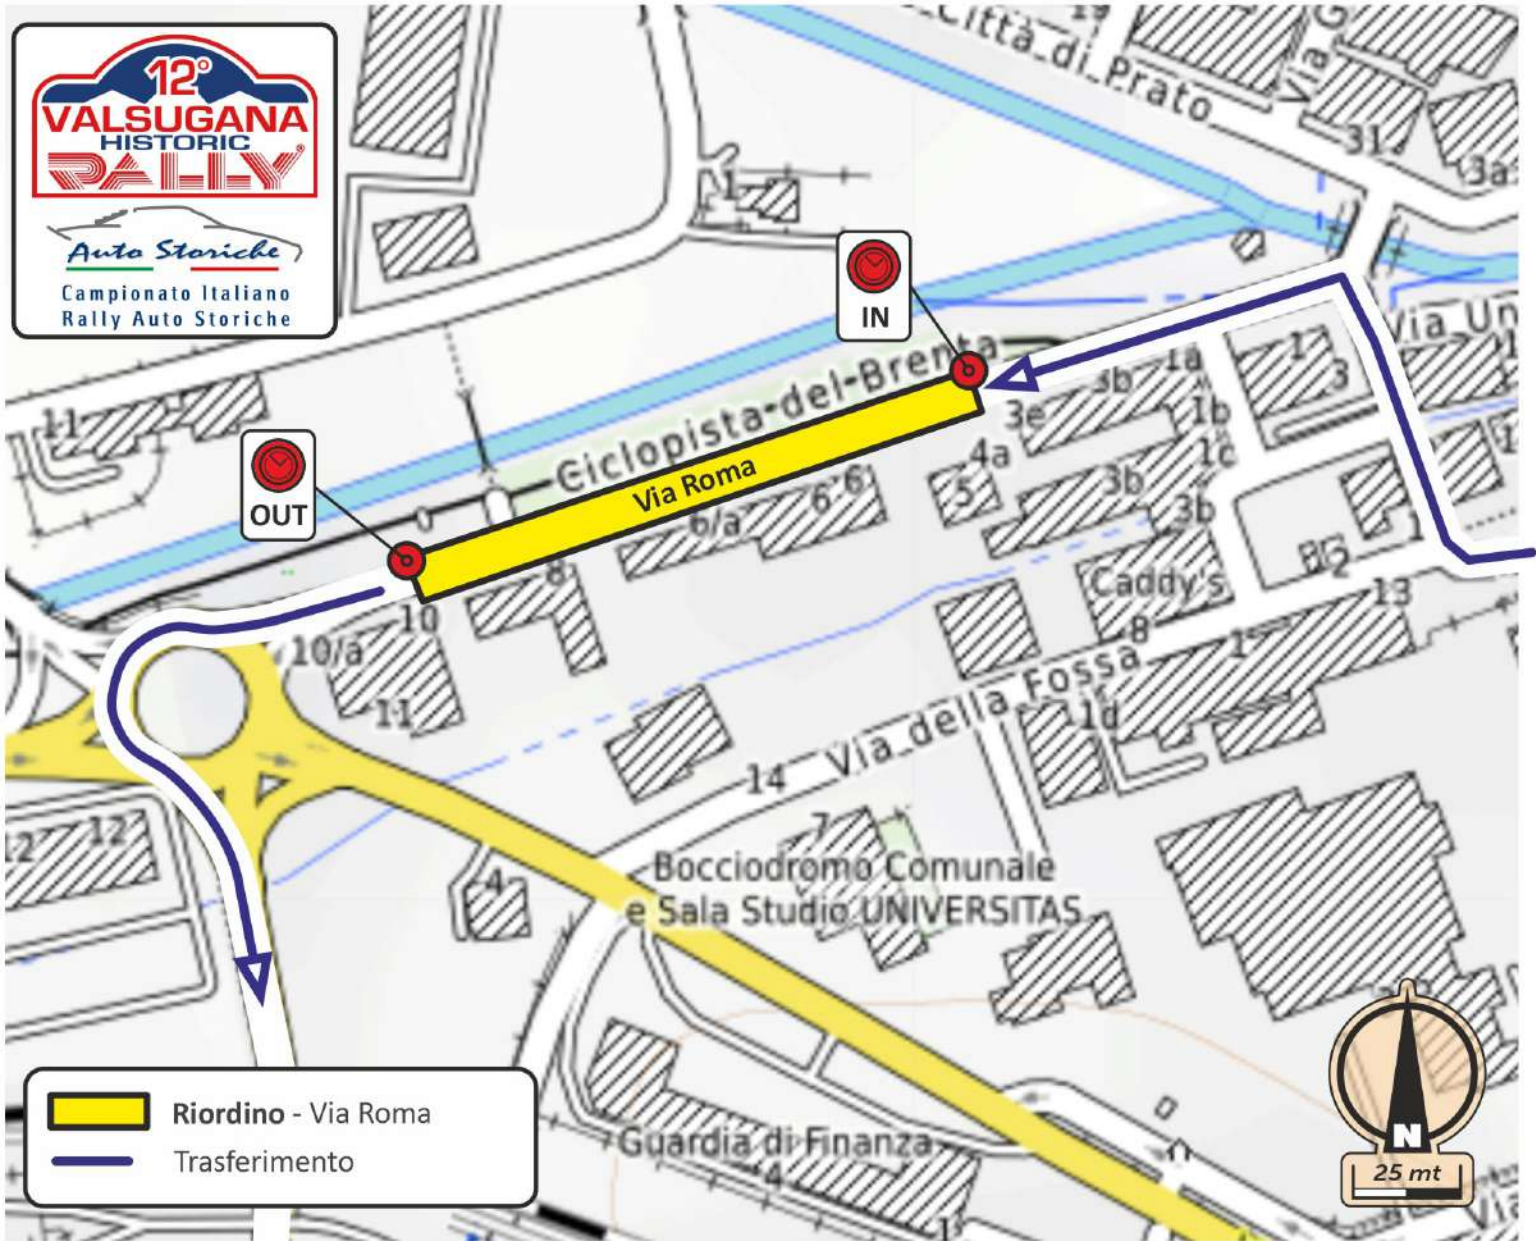 12°
VALSUGANA
HISTORIC
RALLY
Auto Storiche
Campionato Italiano
Rally Auto Storiche
Città di Prato
31
3a
1
IN
Via Un
Ciclopista-del-Brenta
1a
3b
1
3
3e
1b
4a
1c
11
OUT
Via Roma
6
6
5
3b
6/a
3b
1
8
2
Caddy's
13
10
10/a
8
1
11
Via della Fossa
1d
14
12
7
Bocciodromo Comunale
e Sala Studio UNIVERSITAS
4
Riordino - Via Roma
Trasferimento
Guardia di Finanza
4
N
25 mt